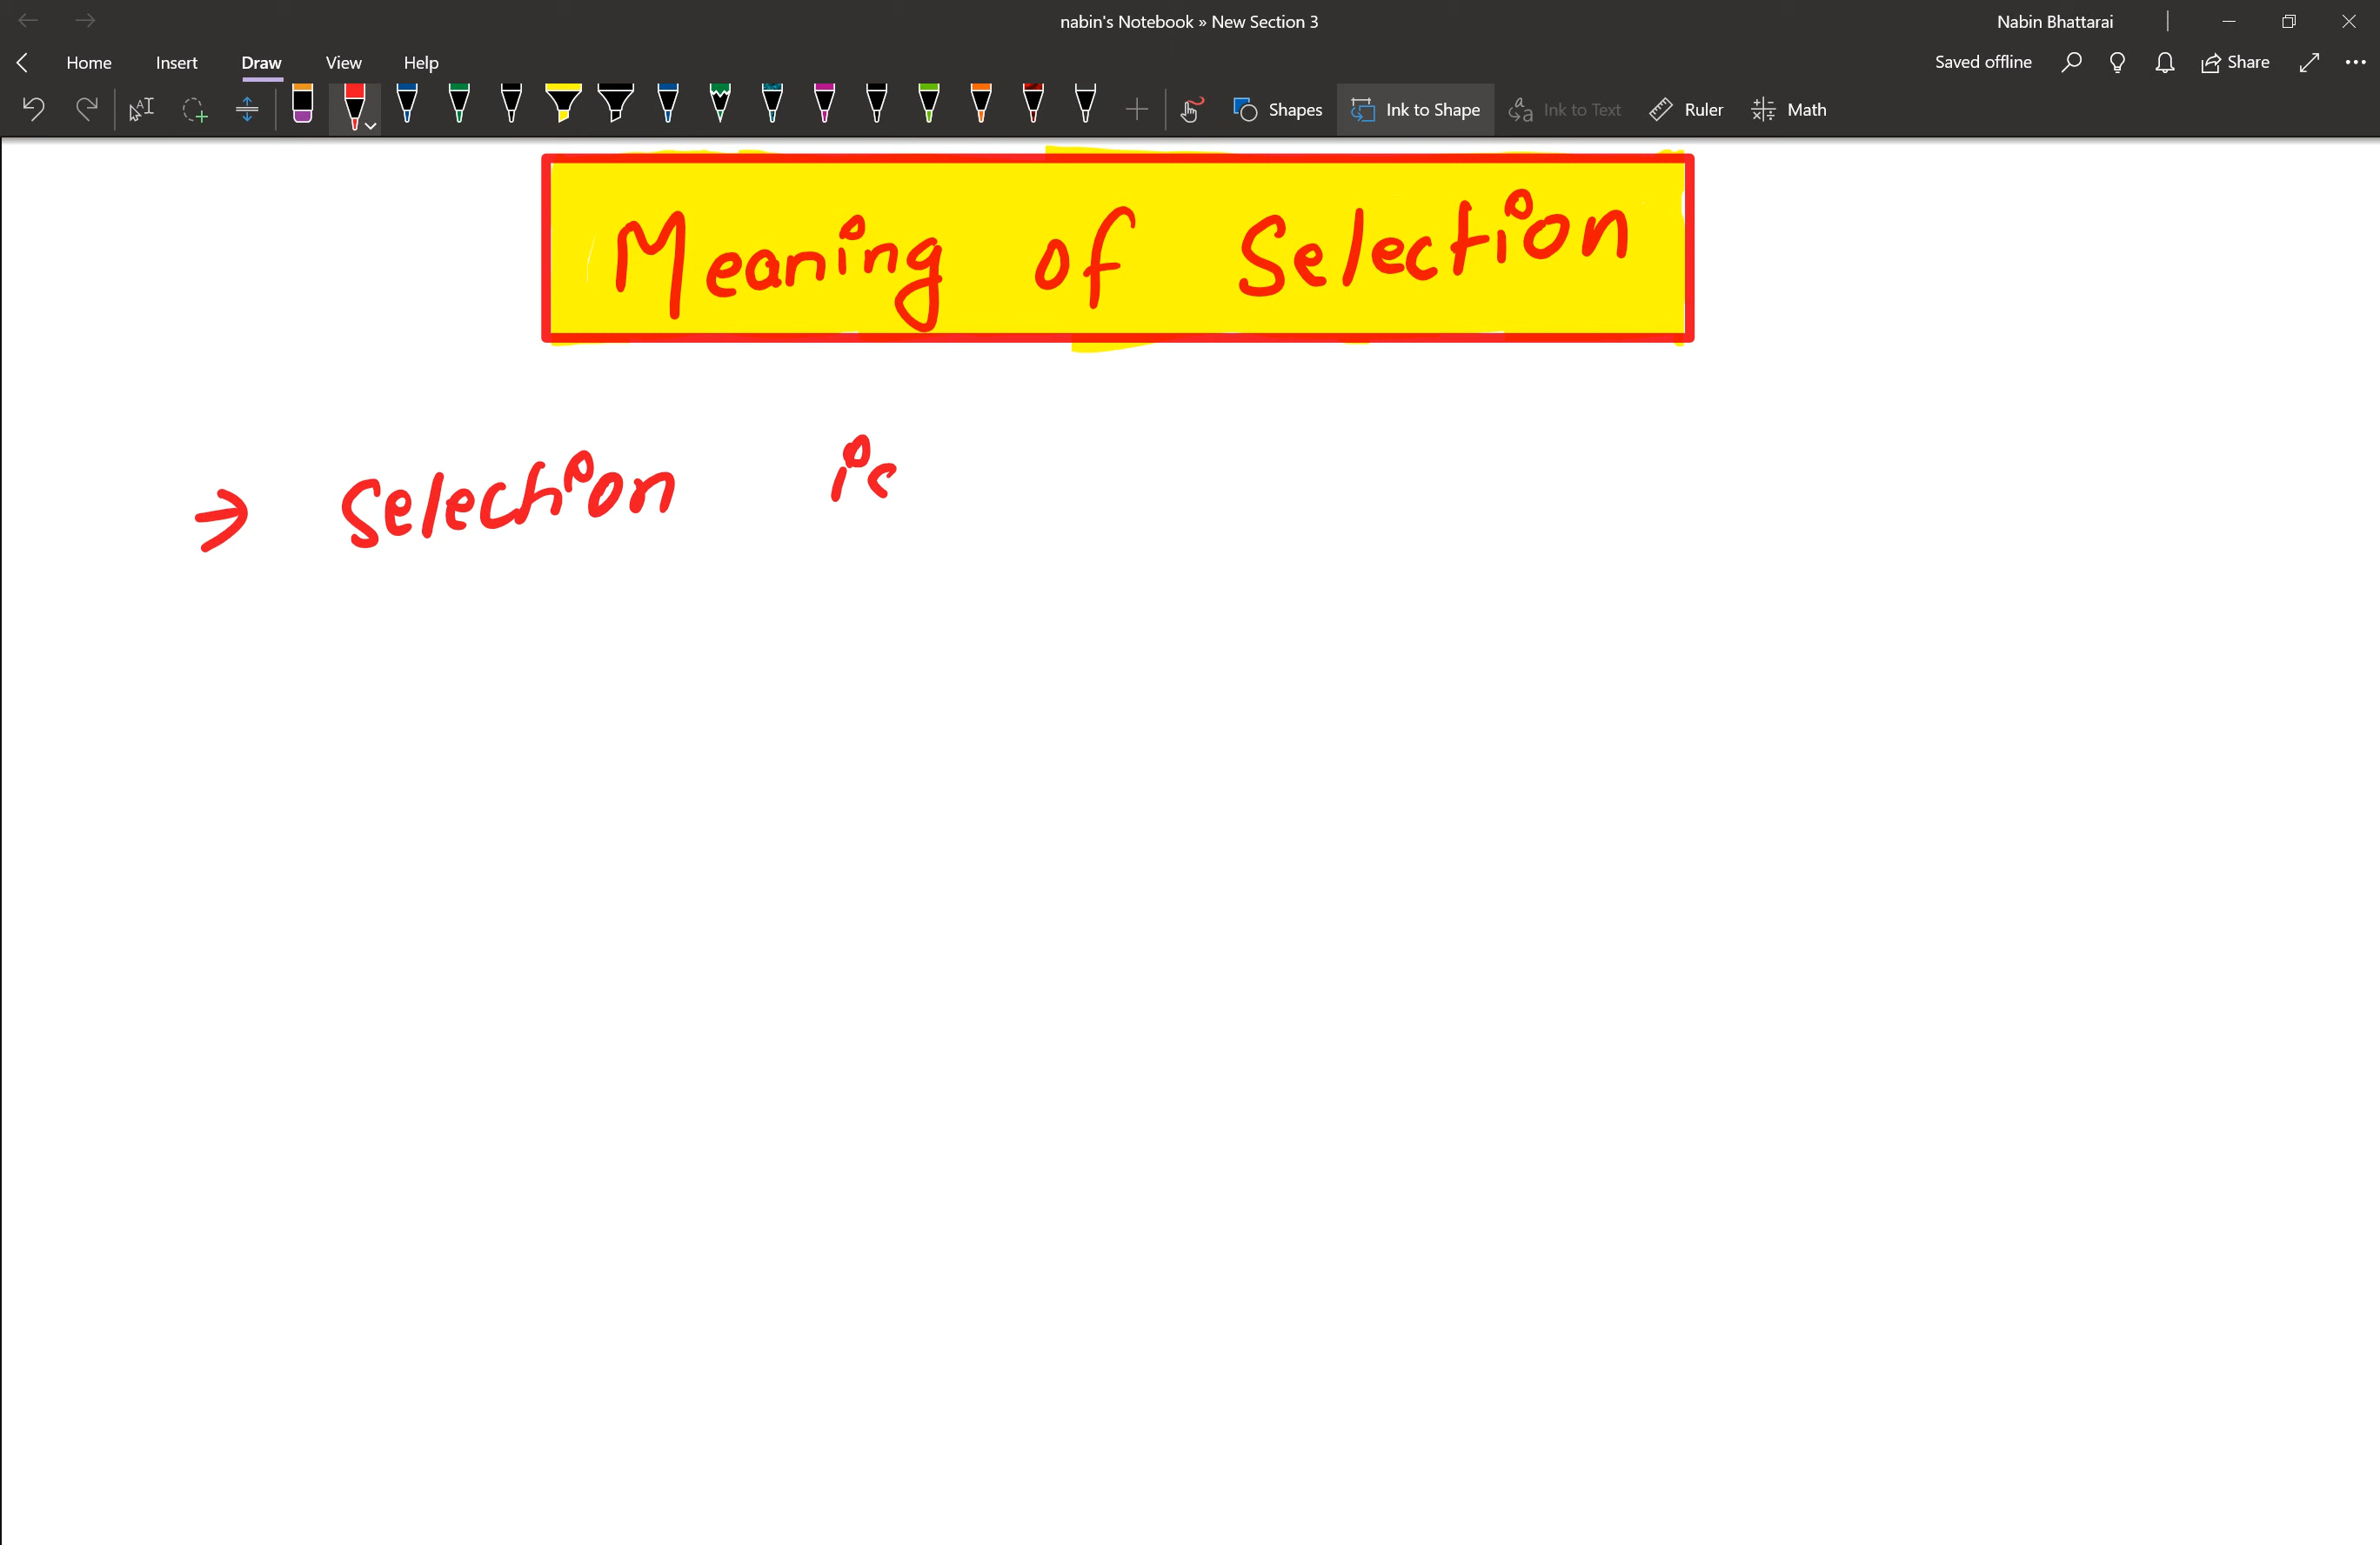 nabin's Notebook » New Section 3
Nabin Bhattarai
Home Insert Draw View Help
Saved offline Share
Shapes Ink to Shape Ink to Text Ruler Math
Meaning of Selection
→ Selection is